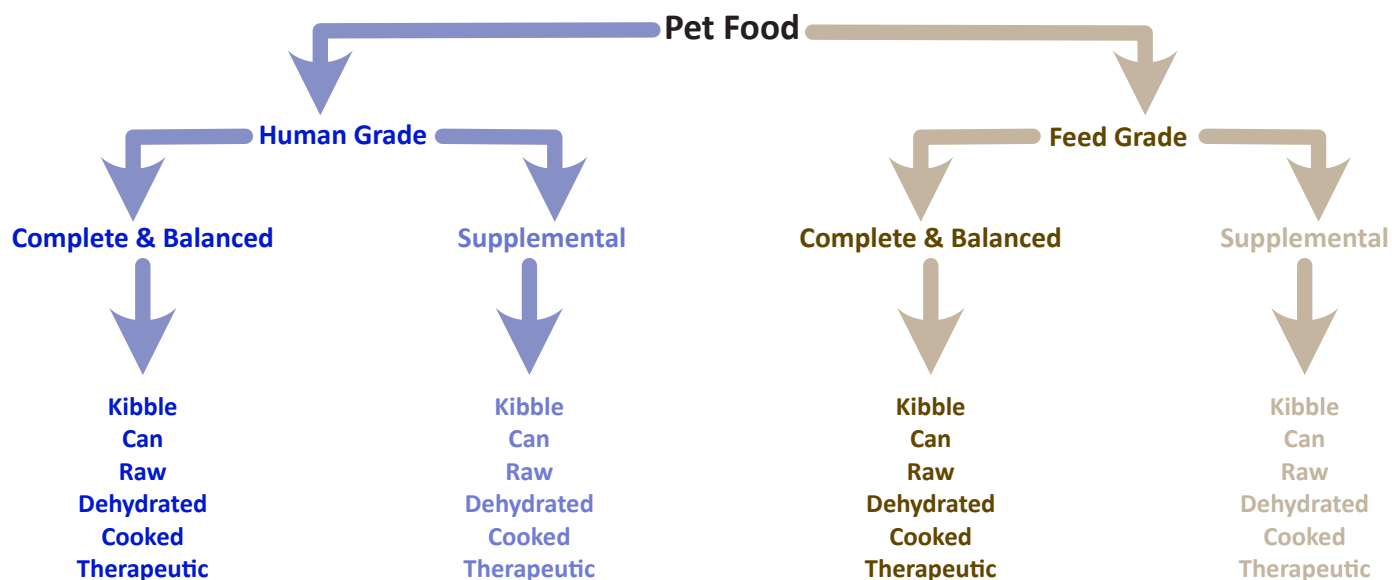 Pet Food
Human Grade
Feed Grade
Complete & Balanced
Supplemental
Complete & Balanced
Supplemental
Kibble
Can
Raw
Dehydrated
Cooked
Therapeutic
Kibble
Can
Raw
Dehydrated
Cooked
Therapeutic
Kibble
Can
Raw
Dehydrated
Cooked
Therapeutic
Kibble
Can
Raw
Dehydrated
Cooked
Therapeutic